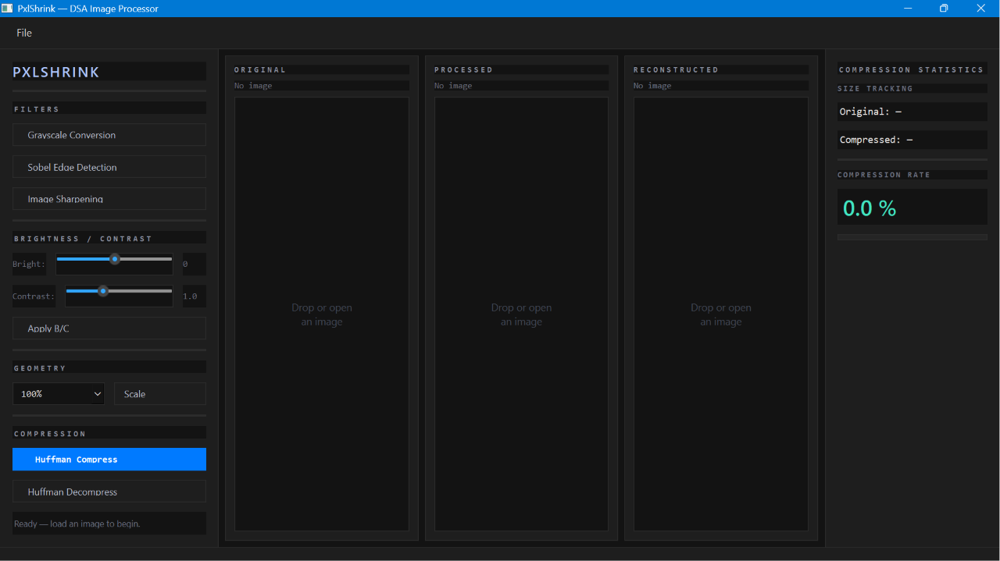 PxlShrink — DSA Image Processor
File
PXLSHRINK
FILTERS
Grayscale Conversion
Sobel Edge Detection
Image Sharpening
BRIGHTNESS / CONTRAST
Bright:
0
Contrast:
1.0
Apply B/C
GEOMETRY
100%
Scale
COMPRESSION
Huffman Compress
Huffman Decompress
Ready — load an image to begin.
ORIGINAL
No image
Drop or open
an image
PROCESSED
No image
Drop or open
an image
RECONSTRUCTED
No image
Drop or open
an image
COMPRESSION STATISTICS
SIZE TRACKING
Original: —
Compressed: —
COMPRESSION RATE
0.0 %